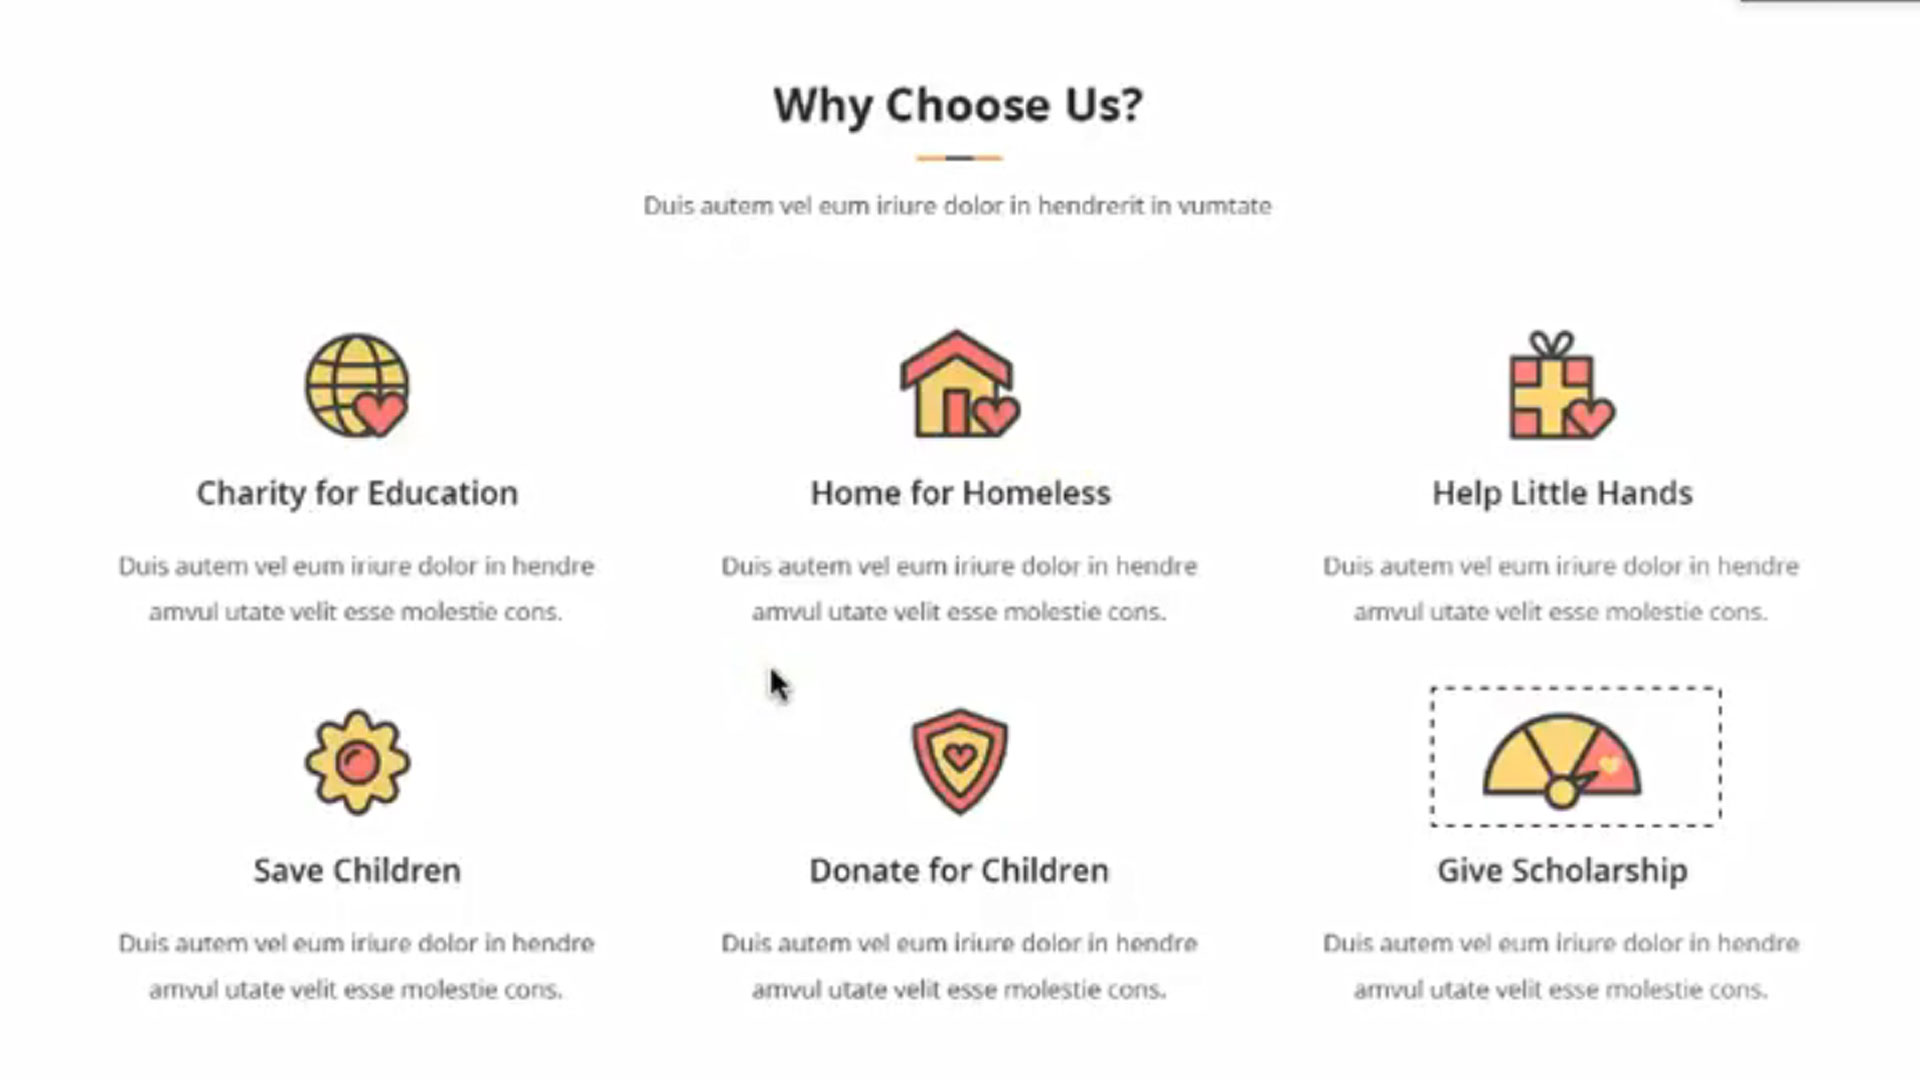 Why Choose Us?
Duis autem vel eum iriure dolor in hendrerit in vumtate
Charity for Education
Duis autem vel eum iriure dolor in hendre
amvul utate velit esse molestie cons.
Home for Homeless
Duis autem vel eum iriure dolor in hendre
amvul utate velit esse molestie cons.
Help Little Hands
Duis autem vel eum iriure dolor in hendre
amvul utate velit esse molestie cons.
Save Children
Duis autem vel eum iriure dolor in hendre
amvul utate velit esse molestie cons.
Donate for Children
Duis autem vel eum iriure dolor in hendre
amvul utate velit esse molestie cons.
Give Scholarship
Duis autem vel eum iriure dolor in hendre
amvul utate velit esse molestie cons.